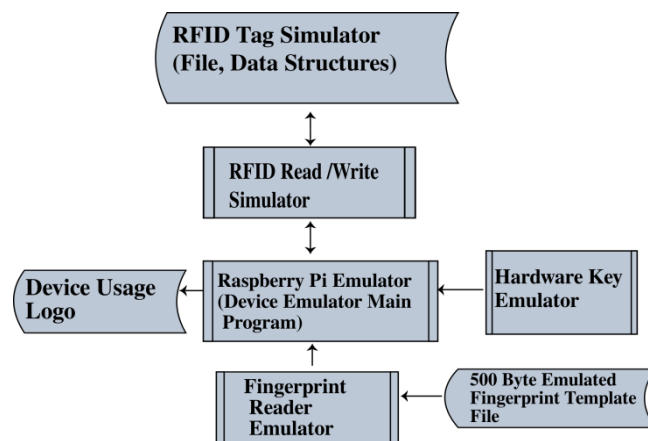 RFID Tag Simulator
(File, Data Structures)
RFID Read /Write
Simulator
Device Usage
Logo
Raspberry Pi Emulator
(Device Emulator Main
Program)
Hardware Key
Emulator
Fingerprint
Reader
Emulator
500 Byte Emulated
Fingerprint Template
File